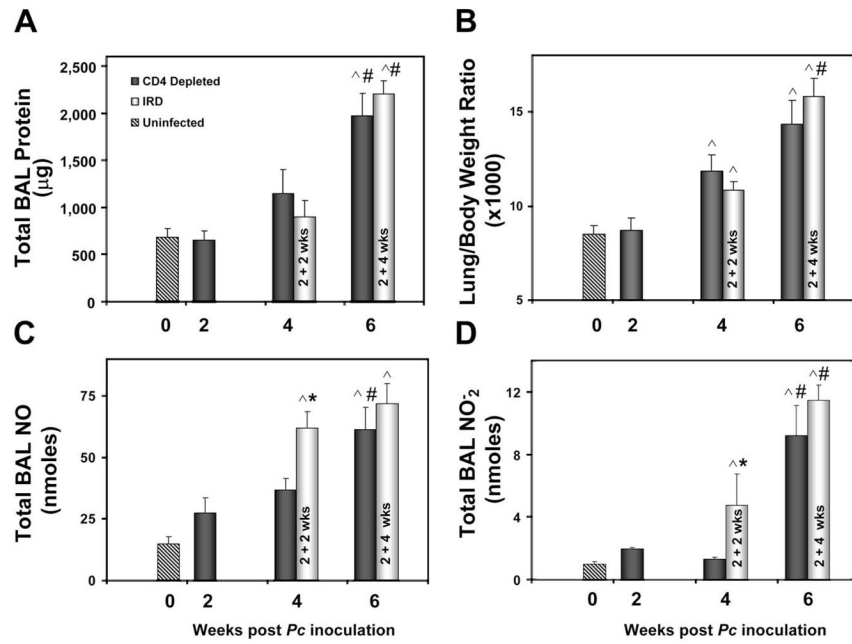 A
Total BAL Protein
(µg)
2,500
2,000
1,500
1,000
500
0
CD4 Depleted
IRD
Uninfected
^#
^#
2 + 2 wks
2 + 4 wks
0
2
4
6
B
Lung/Body Weight Ratio
(x1000)
20
15
10
5
^
^
^
^#
2 + 2 wks
2 + 4 wks
0
2
4
6
C
Total BAL NO
(nmoles)
75
50
25
0
^*
^#
^
2 + 2 wks
2 + 4 wks
0
2
4
6
Weeks post Pc inoculation
D
Total BAL NO-2
(nmoles)
12
8
4
0
^*
^#
^#
2 + 2 wks
2 + 4 wks
0
2
4
6
Weeks post Pc inoculation